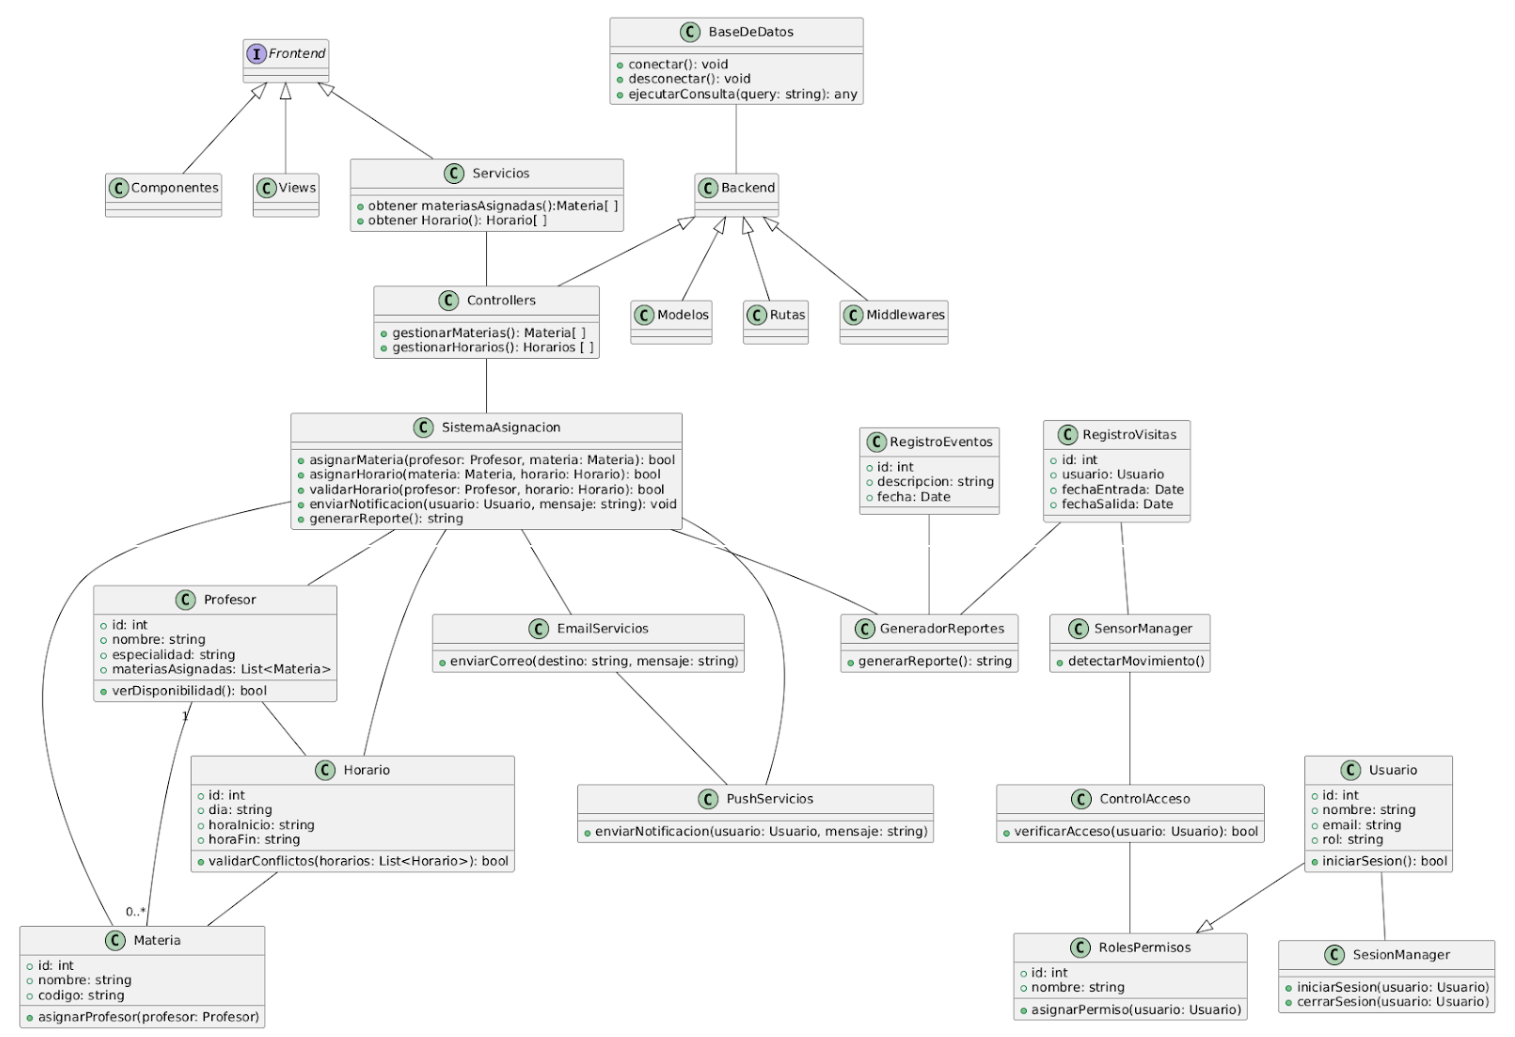 I Frontend
C BaseDeDatos
conectar(): void
desconectar(): void
ejecutarConsulta(query: string): any
C Componentes
C Views
C Servicios
obtener materiasAsignadas():Materia[ ]
obtener Horario(): Horario[ ]
C Backend
C Controllers
gestionarMaterias(): Materia[ ]
gestionarHorarios(): Horarios [ ]
C Modelos
C Rutas
C Middlewares
C SistemaAsignacion
asignarMateria(profesor: Profesor, materia: Materia): bool
asignarHorario(materia: Materia, horario: Horario): bool
validarHorario(profesor: Profesor, horario: Horario): bool
enviarNotificacion(usuario: Usuario, mensaje: string): void
generarReporte(): string
C RegistroEventos
id: int
descripcion: string
fecha: Date
C RegistroVisitas
id: int
usuario: Usuario
fechaEntrada: Date
fechaSalida: Date
C Profesor
id: int
nombre: string
especialidad: string
materiasAsignadas: List<Materia>
verDisponibilidad(): bool
C EmailServicios
enviarCorreo(destino: string, mensaje: string)
C GeneradorReportes
generarReporte(): string
C SensorManager
detectarMovimiento()
1
C Horario
id: int
dia: string
horaInicio: string
horaFin: string
validarConflictos(horarios: List<Horario>): bool
C PushServicios
enviarNotificacion(usuario: Usuario, mensaje: string)
C ControlAcceso
verificarAcceso(usuario: Usuario): bool
C Usuario
id: int
nombre: string
email: string
rol: string
iniciarSesion(): bool
0..*
C Materia
id: int
nombre: string
codigo: string
asignarProfesor(profesor: Profesor)
C RolesPermisos
id: int
nombre: string
asignarPermiso(usuario: Usuario)
C SesionManager
iniciarSesion(usuario: Usuario)
cerrarSesion(usuario: Usuario)